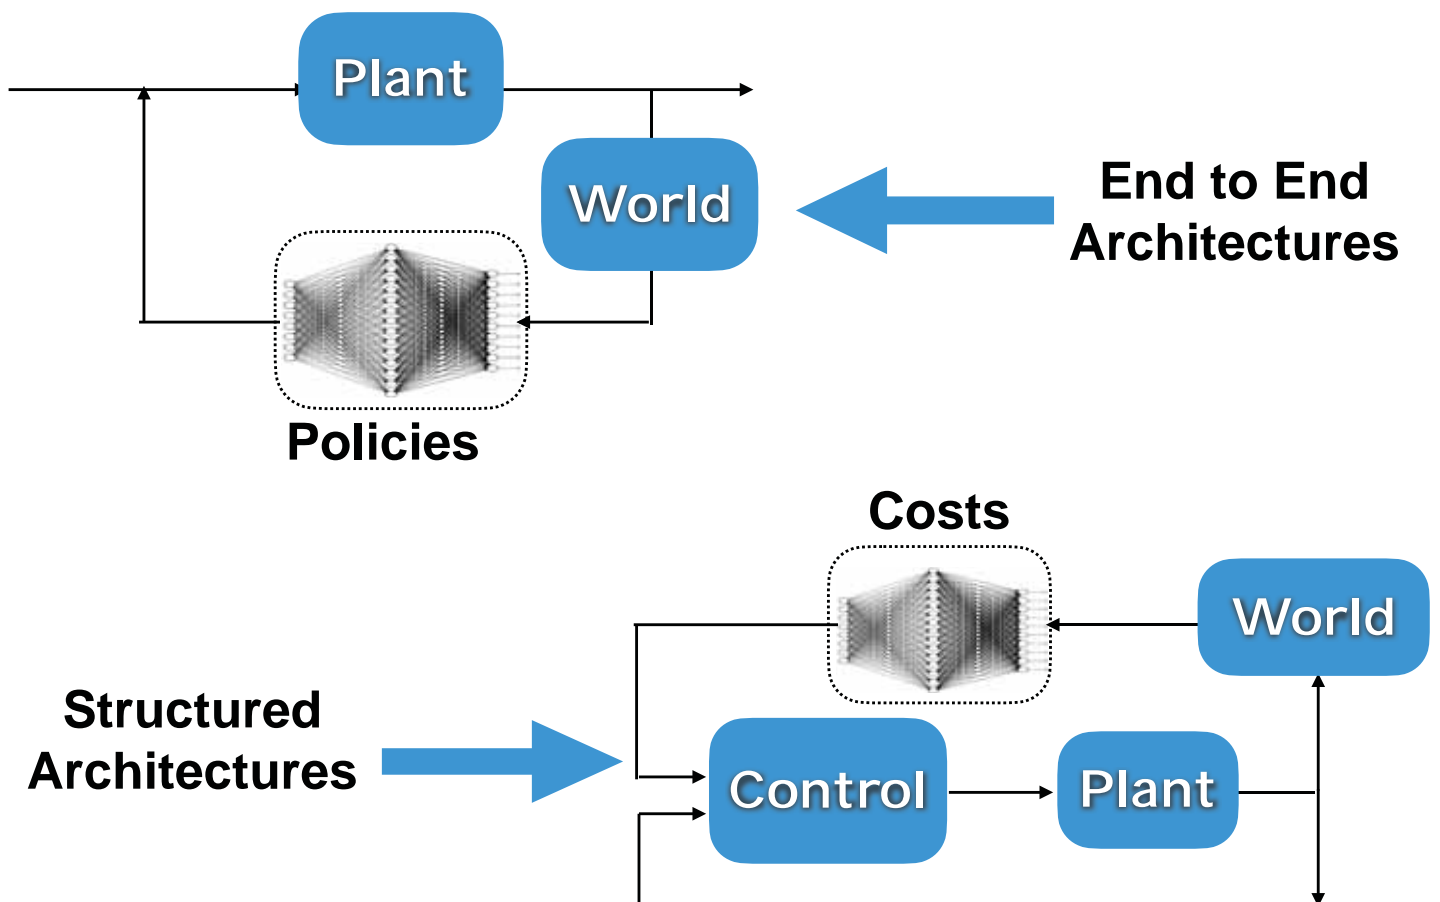 Plant
World
End to End
Architectures
Policies
Costs
World
Structured
Architectures
Control
Plant